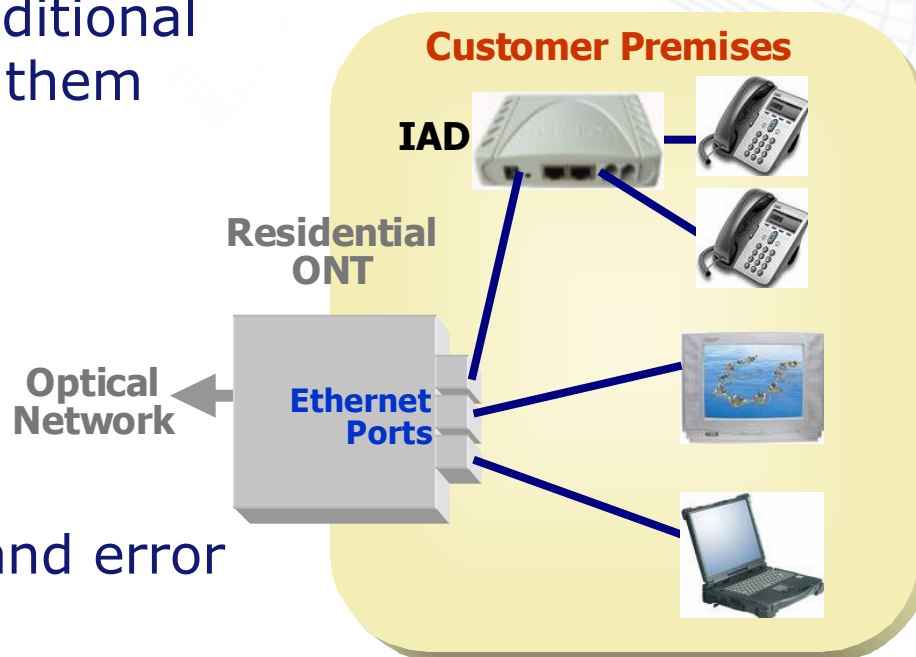 ditional
them
Customer Premises
IAD
Residential
ONT
Optical
Network
Ethernet
Ports
and error